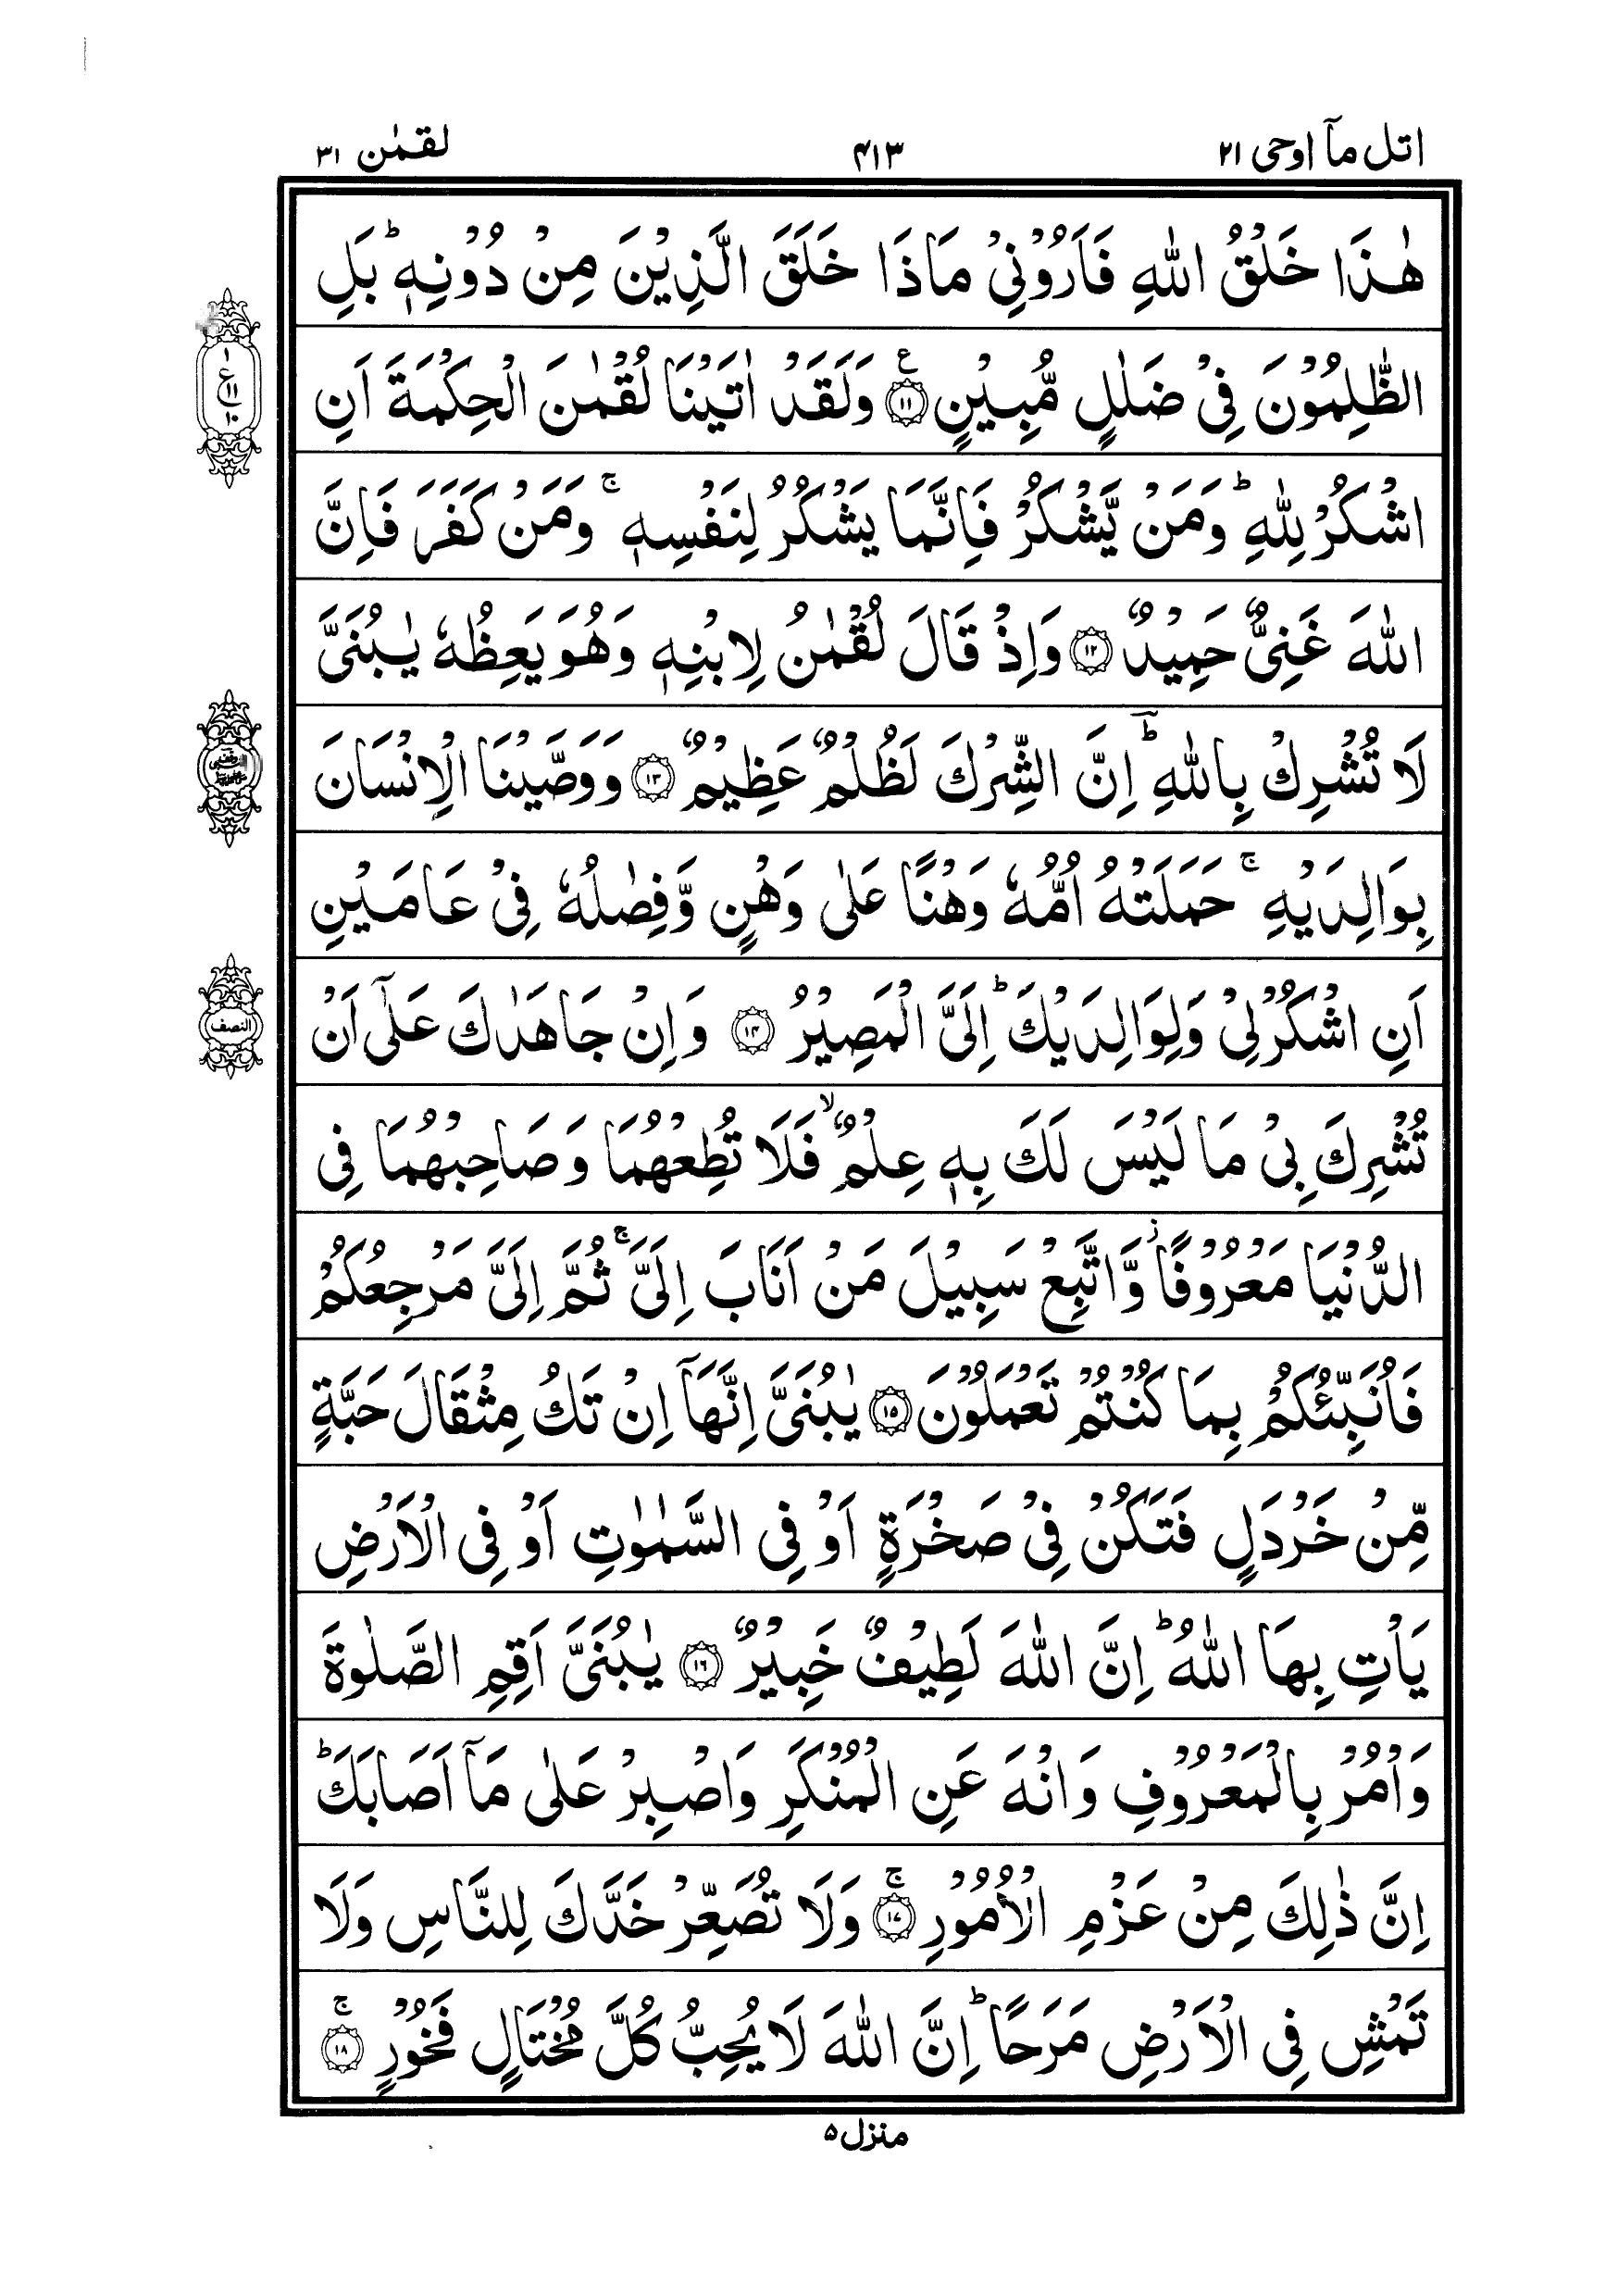 اتل مآ اوحی ۲۱
۴۱۳
لقمٰن ۳۱
هٰذَا خَلْقُ اللّٰهِ فَاَرُوْنِيْ مَاذَا خَلَقَ الَّذِيْنَ مِنْ دُوْنِهٖ ؕ بَلِ
الظّٰلِمُوْنَ فِيْ ضَلٰلٍ مُّبِيْنٍ ۝۱۱ ع وَلَقَدْ اٰتَيْنَا لُقْمٰنَ الْحِكْمَةَ اَنِ
اشْكُرْ لِلّٰهِ ؕ وَمَنْ يَّشْكُرْ فَاِنَّمَا يَشْكُرُ لِنَفْسِهٖ ۚ وَمَنْ كَفَرَ فَاِنَّ
اللّٰهَ غَنِيٌّ حَمِيْدٌ ۝۱۲ وَاِذْ قَالَ لُقْمٰنُ لِابْنِهٖ وَهُوَ يَعِظُهٗ يٰبُنَيَّ
لَا تُشْرِكْ بِاللّٰهِ ؕ اِنَّ الشِّرْكَ لَظُلْمٌ عَظِيْمٌ ۝۱۳ وَوَصَّيْنَا الْاِنْسَانَ
بِوَالِدَيْهِ ۚ حَمَلَتْهُ اُمُّهٗ وَهْنًا عَلٰى وَهْنٍ وَّفِصٰلُهٗ فِيْ عَامَيْنِ
اَنِ اشْكُرْ لِيْ وَلِوَالِدَيْكَ ؕ اِلَيَّ الْمَصِيْرُ ۝۱۴ وَاِنْ جَاهَدٰكَ عَلٰٓى اَنْ
تُشْرِكَ بِيْ مَا لَيْسَ لَكَ بِهٖ عِلْمٌ ۙ فَلَا تُطِعْهُمَا وَصَاحِبْهُمَا فِي
الدُّنْيَا مَعْرُوْفًا ؗ وَّاتَّبِعْ سَبِيْلَ مَنْ اَنَابَ اِلَيَّ ۚ ثُمَّ اِلَيَّ مَرْجِعُكُمْ
فَاُنَبِّئُكُمْ بِمَا كُنْتُمْ تَعْمَلُوْنَ ۝۱۵ يٰبُنَيَّ اِنَّهَآ اِنْ تَكُ مِثْقَالَ حَبَّةٍ
مِّنْ خَرْدَلٍ فَتَكُنْ فِيْ صَخْرَةٍ اَوْ فِي السَّمٰوٰتِ اَوْ فِي الْاَرْضِ
يَاْتِ بِهَا اللّٰهُ ؕ اِنَّ اللّٰهَ لَطِيْفٌ خَبِيْرٌ ۝۱۶ يٰبُنَيَّ اَقِمِ الصَّلٰوةَ
وَاْمُرْ بِالْمَعْرُوْفِ وَانْهَ عَنِ الْمُنْكَرِ وَاصْبِرْ عَلٰى مَآ اَصَابَكَ ؕ
اِنَّ ذٰلِكَ مِنْ عَزْمِ الْاُمُوْرِ ۝۱۷ ۚ وَلَا تُصَعِّرْ خَدَّكَ لِلنَّاسِ وَلَا
تَمْشِ فِي الْاَرْضِ مَرَحًا ؕ اِنَّ اللّٰهَ لَا يُحِبُّ كُلَّ مُخْتَالٍ فَخُوْرٍ ۝۱۸ ۚ
۱
ع ۱۱
۱۰
النصف
منزل ۵